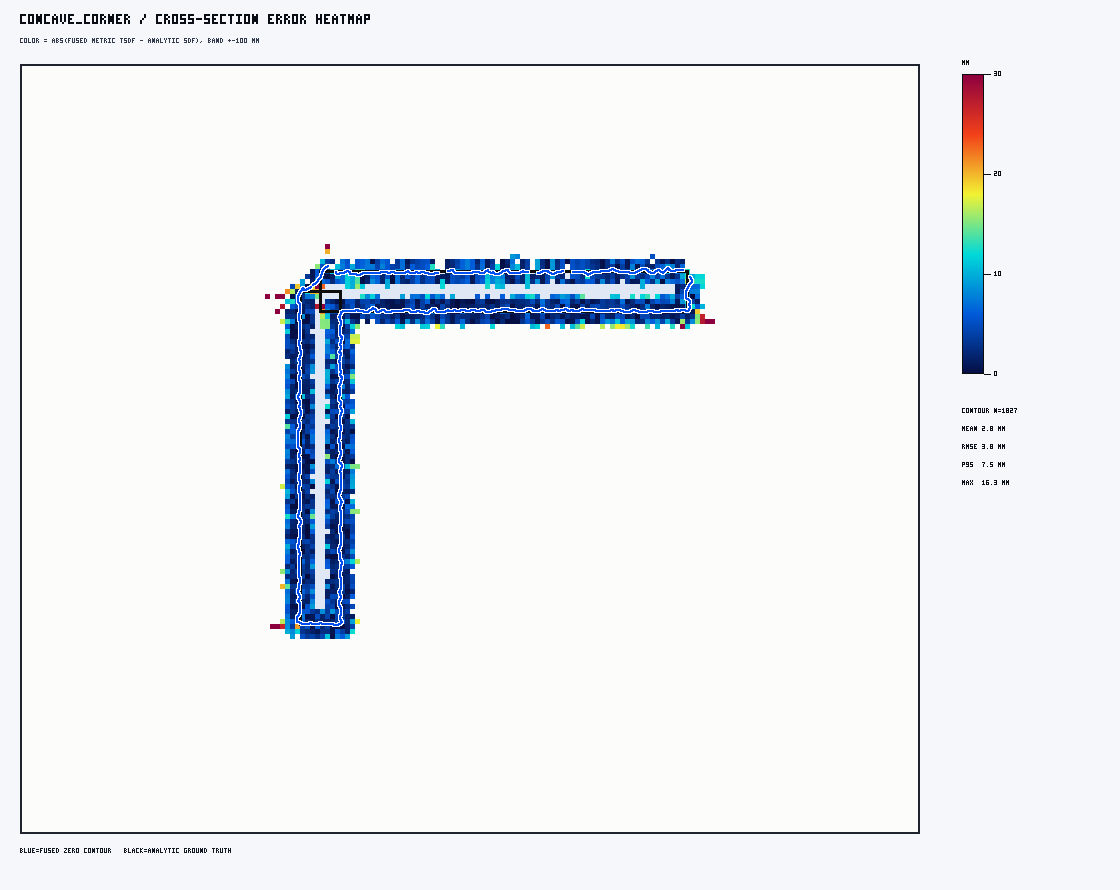 CONCAVE_CORNER / CROSS-SECTION ERROR HEATMAP
COLOR = ABS(FUSED METRIC TSDF - ANALYTIC SDF), BAND +-100 MM
MM
30
20
10
0
CONTOUR N=1827
MEAN 2.8 MM
RMSE 3.8 MM
P95 7.5 MM
MAX 16.3 MM
BLUE=FUSED ZERO CONTOUR BLACK=ANALYTIC GROUND TRUTH